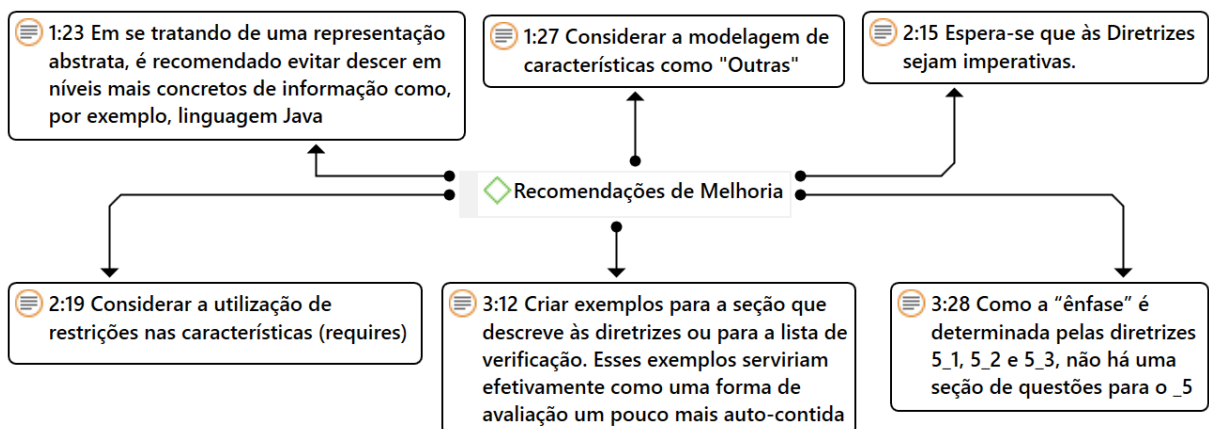 1:23 Em se tratando de uma representação
abstrata, é recomendado evitar descer em
níveis mais concretos de informação como,
por exemplo, linguagem Java
1:27 Considerar a modelagem de
características como "Outras"
2:15 Espera-se que às Diretrizes
sejam imperativas.
Recomendações de Melhoria
2:19 Considerar a utilização de
restrições nas características (requires)
3:12 Criar exemplos para a seção que
descreve às diretrizes ou para a lista de
verificação. Esses exemplos serviriam
efetivamente como uma forma de
avaliação um pouco mais auto-contida
3:28 Como a “ênfase” é
determinada pelas diretrizes
5_1, 5_2 e 5_3, não há uma
seção de questões para o _5